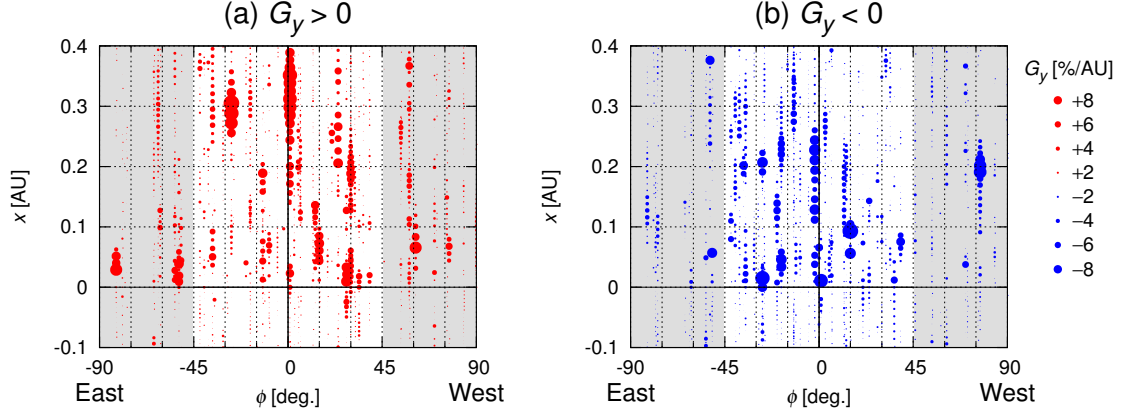 (a) G_y > 0
(b) G_y < 0
0.4
0.3
0.2
0.1
0
-0.1
x [AU]
-90
-45
0
45
90
East
ϕ [deg.]
West
0.4
0.3
0.2
0.1
0
-0.1
x [AU]
-90
-45
0
45
90
East
ϕ [deg.]
West
G_y [%/AU]
+8
+6
+4
+2
−2
−4
−6
−8